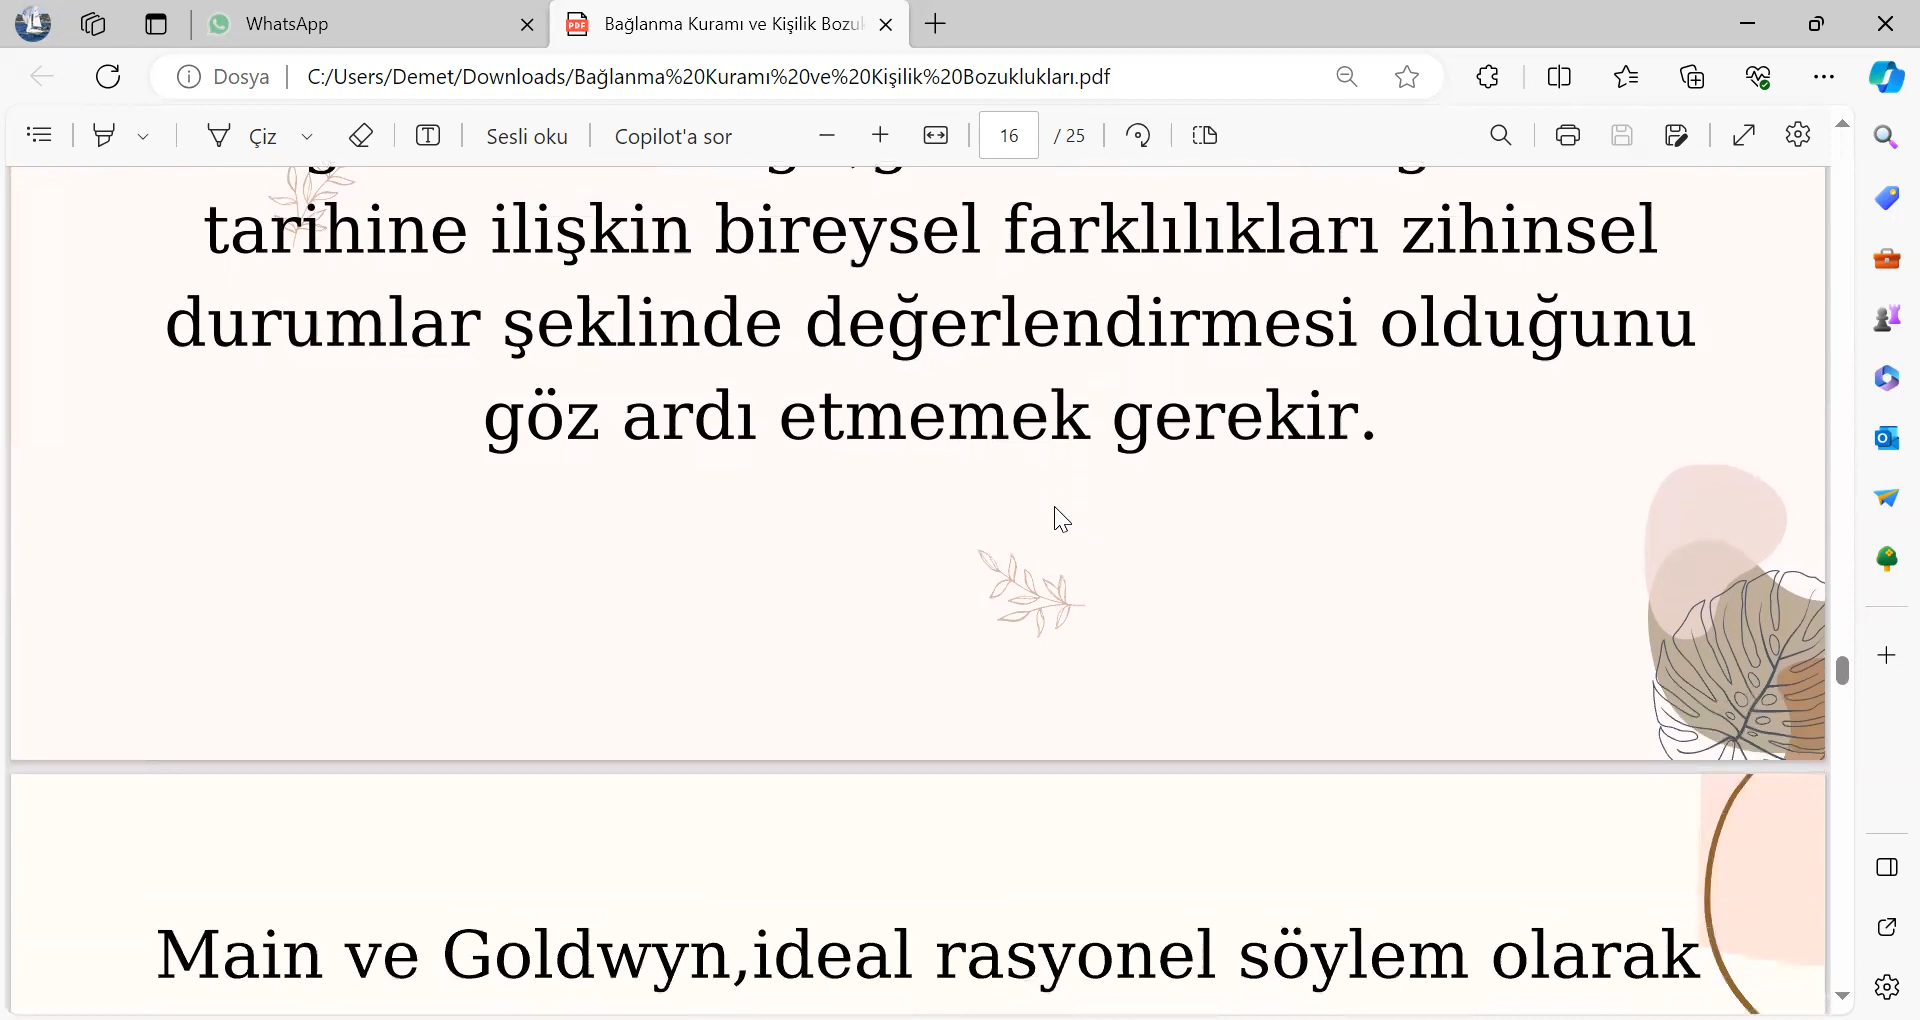 WhatsApp
Bağlanma Kuramı ve Kişilik Bozuk
Dosya
C:/Users/Demet/Downloads/Bağlanma%20Kuramı%20ve%20Kişilik%20Bozuklukları.pdf
Çiz
Sesli oku
Copilot'a sor
16 / 25
tarihine ilişkin bireysel farklılıkları zihinsel
durumlar şeklinde değerlendirmesi olduğunu
göz ardı etmemek gerekir.
Main ve Goldwyn,ideal rasyonel söylem olarak